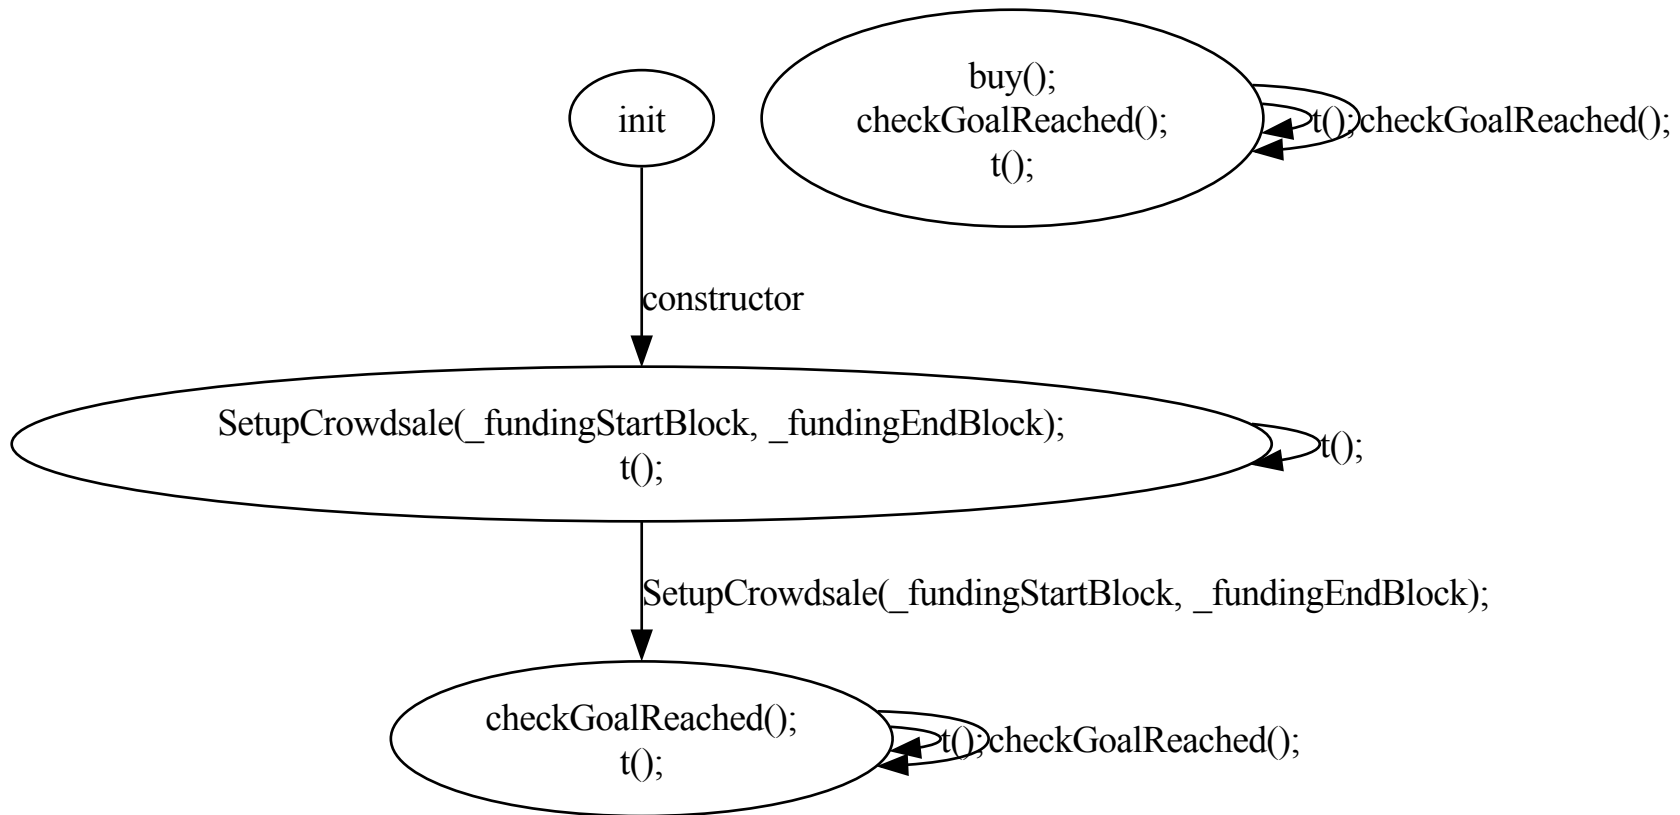 init
buy();
checkGoalReached();
t();
t();
checkGoalReached();
constructor
SetupCrowdsale(_fundingStartBlock, _fundingEndBlock);
t();
t();
SetupCrowdsale(_fundingStartBlock, _fundingEndBlock);
checkGoalReached();
t();
t();
checkGoalReached();